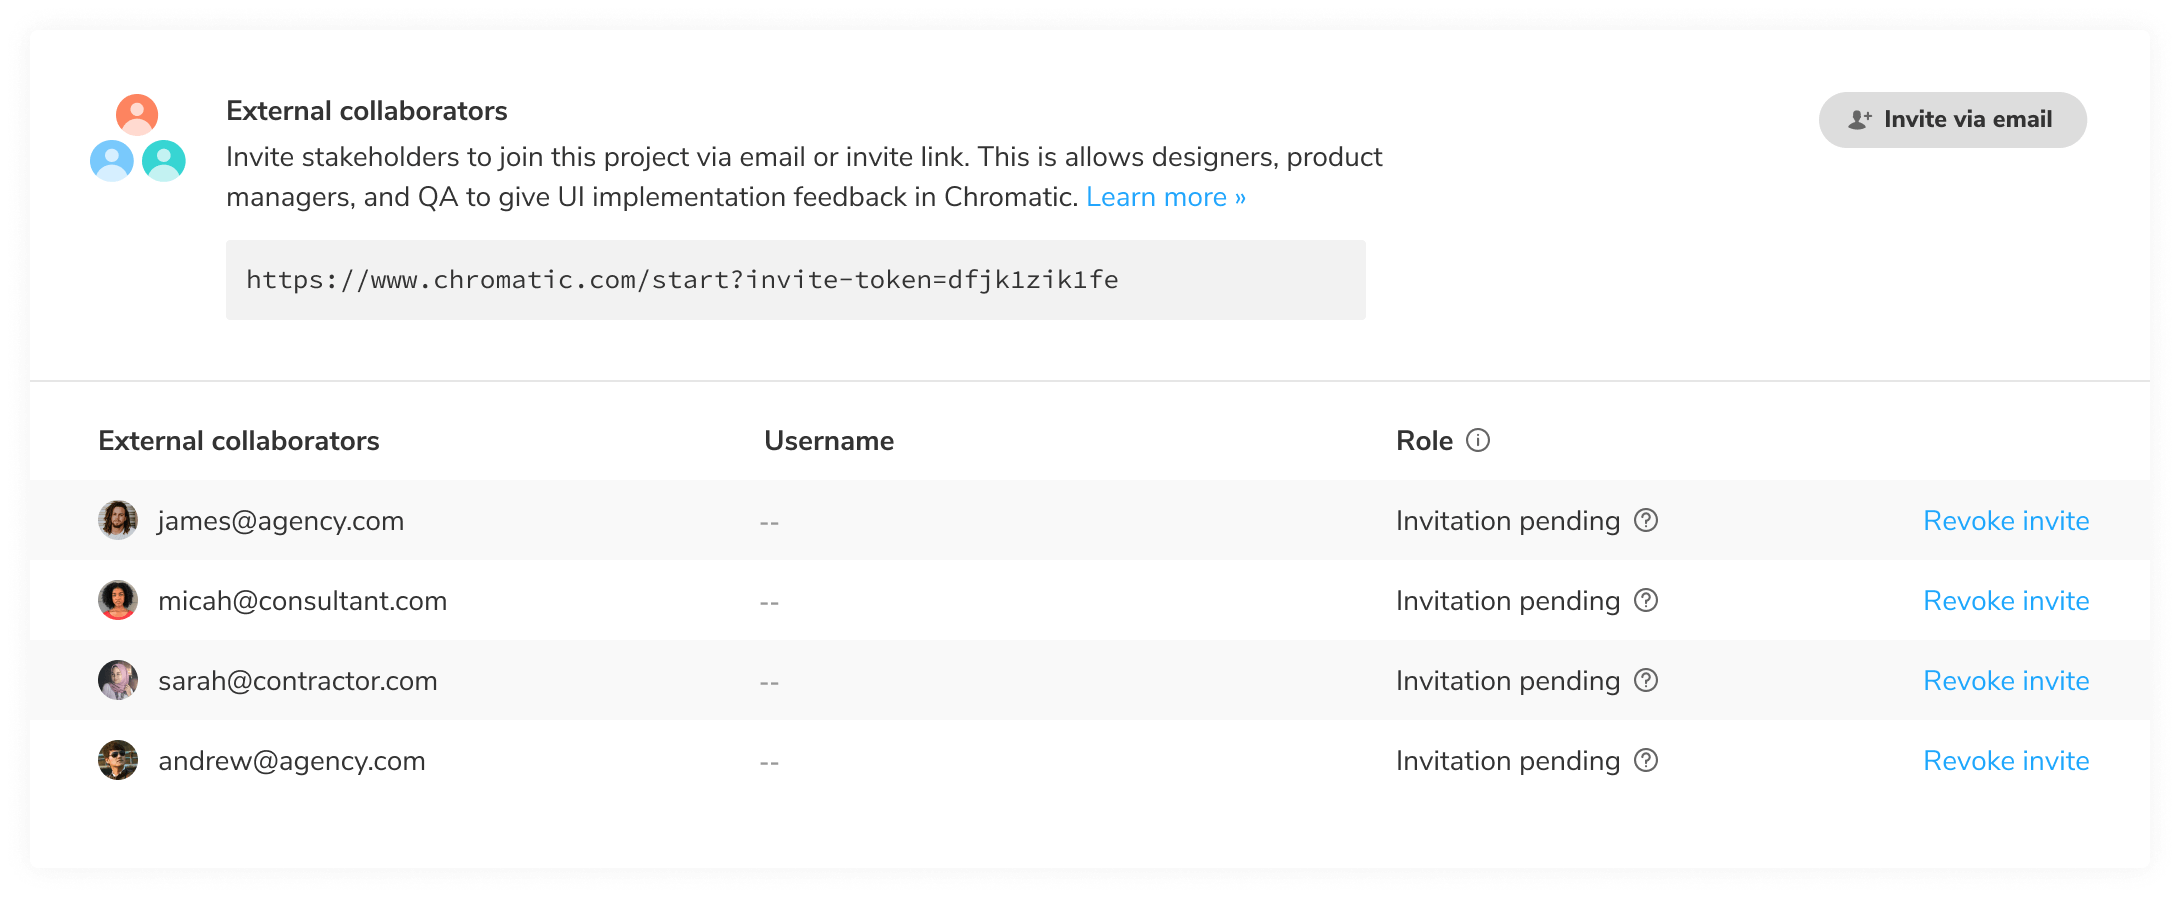 External collaborators
Invite via email
Invite stakeholders to join this project via email or invite link. This is allows designers, product
managers, and QA to give UI implementation feedback in Chromatic. Learn more »
https://www.chromatic.com/start?invite-token=dfjk1zik1fe
External collaborators Username Role
james@agency.com -- Invitation pending Revoke invite
micah@consultant.com -- Invitation pending Revoke invite
sarah@contractor.com -- Invitation pending Revoke invite
andrew@agency.com -- Invitation pending Revoke invite